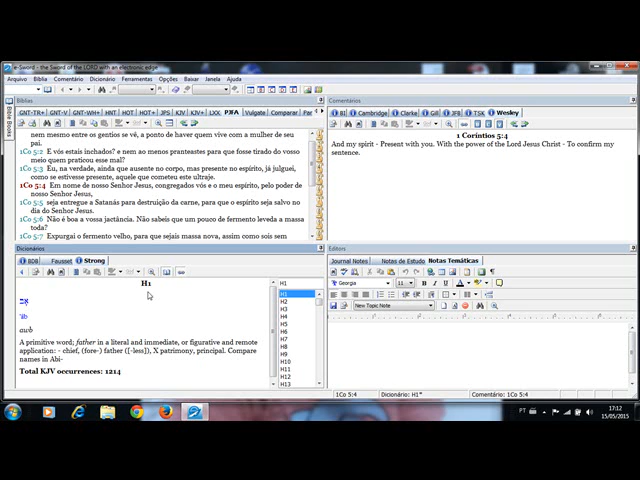 e-Sword - the Sword of the LORD with an electronic edge
Arquivo Bíblia Comentário Dicionário Ferramentas Opções Baixar Janela Ajuda
Bible Books
Bíblias
GNT-TR+ GNT-V GNT-WH+ HNT HOT HOT+ JPS KJV KJV+ LXX PJFA Vulgate Comparar Par
nem mesmo entre os gentios se vê, a ponto de haver quem vive com a mulher de seu
pai.
1Co 5:2 E vós estais inchados? e nem ao menos pranteastes para que fosse tirado do vosso
meio quem praticou esse mal?
1Co 5:3 Eu, na verdade, ainda que ausente no corpo, mas presente no espírito, já julguei,
como se estivesse presente, aquele que cometeu este ultraje.
1Co 5:4 Em nome de nosso Senhor Jesus, congregados vós e o meu espírito, pelo poder de
nosso Senhor Jesus,
1Co 5:5 seja entregue a Satanás para destruição da carne, para que o espírito seja salvo no
dia do Senhor Jesus.
1Co 5:6 Não é boa a vossa jactância. Não sabeis que um pouco de fermento leveda a massa
toda?
1Co 5:7 Expurgai o fermento velho, para que sejais massa nova, assim como sois sem
Comentários
Cambridge Clarke Gill JFB TSK Wesley
1 Coríntios 5:4
And my spirit - Present with you. With the power of the Lord Jesus Christ - To confirm my
sentence.
Dicionários
BDB Fausset Strong
H1
אב
'âb
awb
A primitive word; father in a literal and immediate, or figurative and remote
application: - chief, (fore-) father ([-less]), X patrimony, principal. Compare
names in Abi-
Total KJV occurrences: 1214
H1
H1
H2
H3
H4
H5
H6
H7
H8
H9
H10
H11
H12
H13
Editors
Journal Notes Notas de Estudo Notas Temáticas
Georgia 11
B I U
New Topic Note
1Co 5:4 Dicionário: H1* Comentário: 1Co 5:4
PT
17:12
15/05/2015